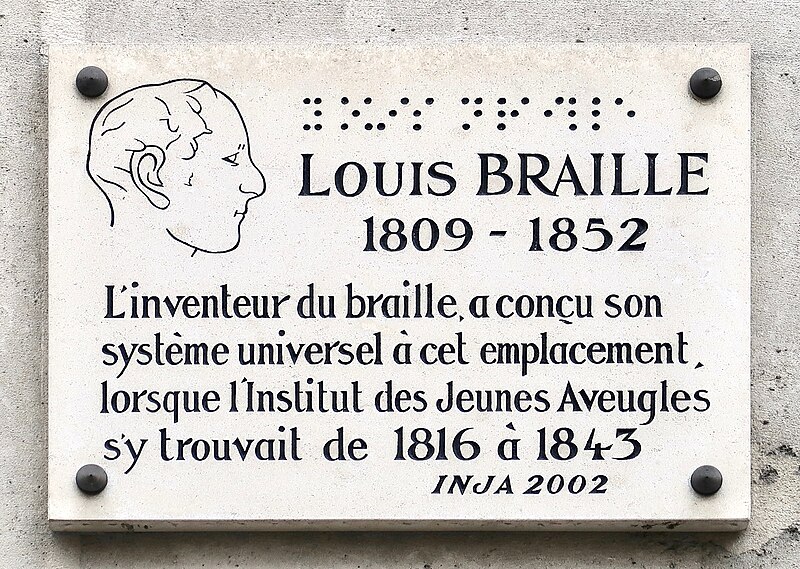 LOUIS BRAILLE
1809 - 1852
L'inventeur du braille, a conçu son
système universel à cet emplacement,
lorsque l'Institut des Jeunes Aveugles
s'y trouvait de 1816 à 1843
INJA 2002